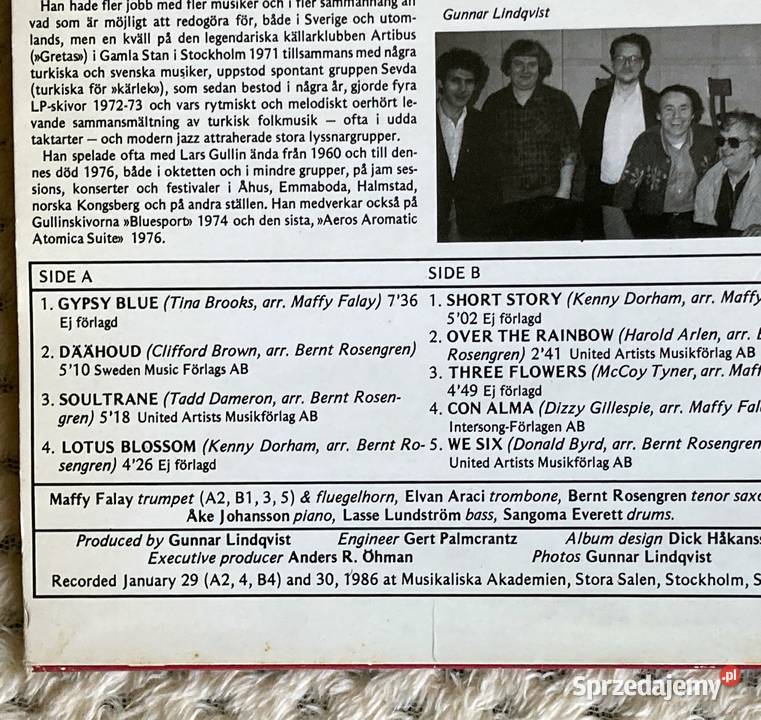 Han hade fler jobb med fler musiker och i fler sammanhang än
vad som är möjligt att redogöra för, både i Sverige och utom-
lands, men en kväll på den legendariska källarklubben Artibus
(»Gretas») i Gamla Stan i Stockholm 1971 tillsammans med några
turkiska och svenska musiker, uppstod spontant gruppen Sevda
(turkiska för »kärlek»), som sedan bestod i några år, gjorde fyra
LP-skivor 1972-73 och vars rytmiskt och melodiskt oerhört le-
vande sammansmältning av turkisk folkmusik — ofta i udda
taktarter — och modern jazz attraherade stora lyssnargrupper.
Han spelade ofta med Lars Gullin ända från 1960 och till den-
nes död 1976, både i oktetten och i mindre grupper, på jam ses-
sions, konserter och festivaler i Åhus, Emmaboda, Halmstad,
norska Kongsberg och på andra ställen. Han medverkar också på
Gullinskivorna »Bluesport» 1974 och den sista, »Aeros Aromatic
Atomica Suite» 1976.
Gunnar Lindqvist
SIDE A
1. GYPSY BLUE (Tina Brooks, arr. Maffy Falay) 7'36
Ej förlagd
2. DÄÄHOUD (Clifford Brown, arr. Bernt Rosengren)
5'10 Sweden Music Förlags AB
3. SOULTRANE (Tadd Dameron, arr. Bernt Rosen-
gren) 5'18 United Artists Musikförlag AB
4. LOTUS BLOSSOM (Kenny Dorham, arr. Bernt Ro-
sengren) 4'26 Ej förlagd
SIDE B
1. SHORT STORY (Kenny Dorham, arr. Maffy
5'02 Ej förlagd
2. OVER THE RAINBOW (Harold Arlen, arr.
Rosengren) 2'41 United Artists Musikförlag AB
3. THREE FLOWERS (McCoy Tyner, arr. Maff
4'49 Ej förlagd
4. CON ALMA (Dizzy Gillespie, arr. Maffy Fal
Intersong-Förlagen AB
5. WE SIX (Donald Byrd, arr. Bernt Rosengren
United Artists Musikförlag AB
Maffy Falay trumpet (A2, B1, 3, 5) & fluegelhorn, Elvan Araci trombone, Bernt Rosengren tenor saxo
Åke Johansson piano, Lasse Lundström bass, Sangoma Everett drums.
Produced by Gunnar Lindqvist Engineer Gert Palmcrantz Album design Dick Håkans
Executive producer Anders R. Öhman Photos Gunnar Lindqvist
Recorded January 29 (A2, 4, B4) and 30, 1986 at Musikaliska Akademien, Stora Salen, Stockholm, S
Sprzedajemy.pl